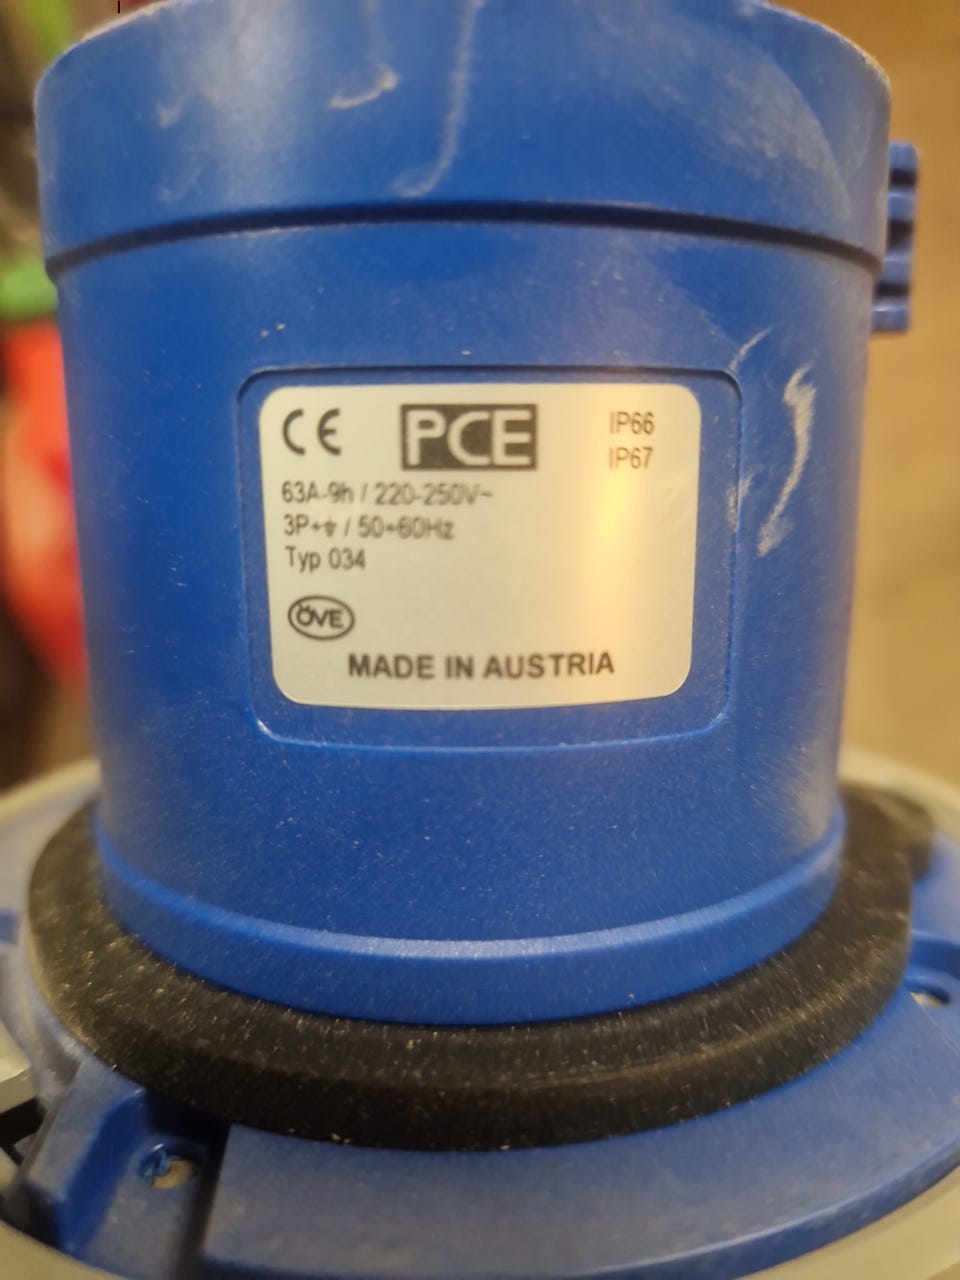 CE PCE IP66
IP67
63A-9h / 220-250V~
3P+⏚ / 50+60Hz
Typ 034
ÖVE
MADE IN AUSTRIA